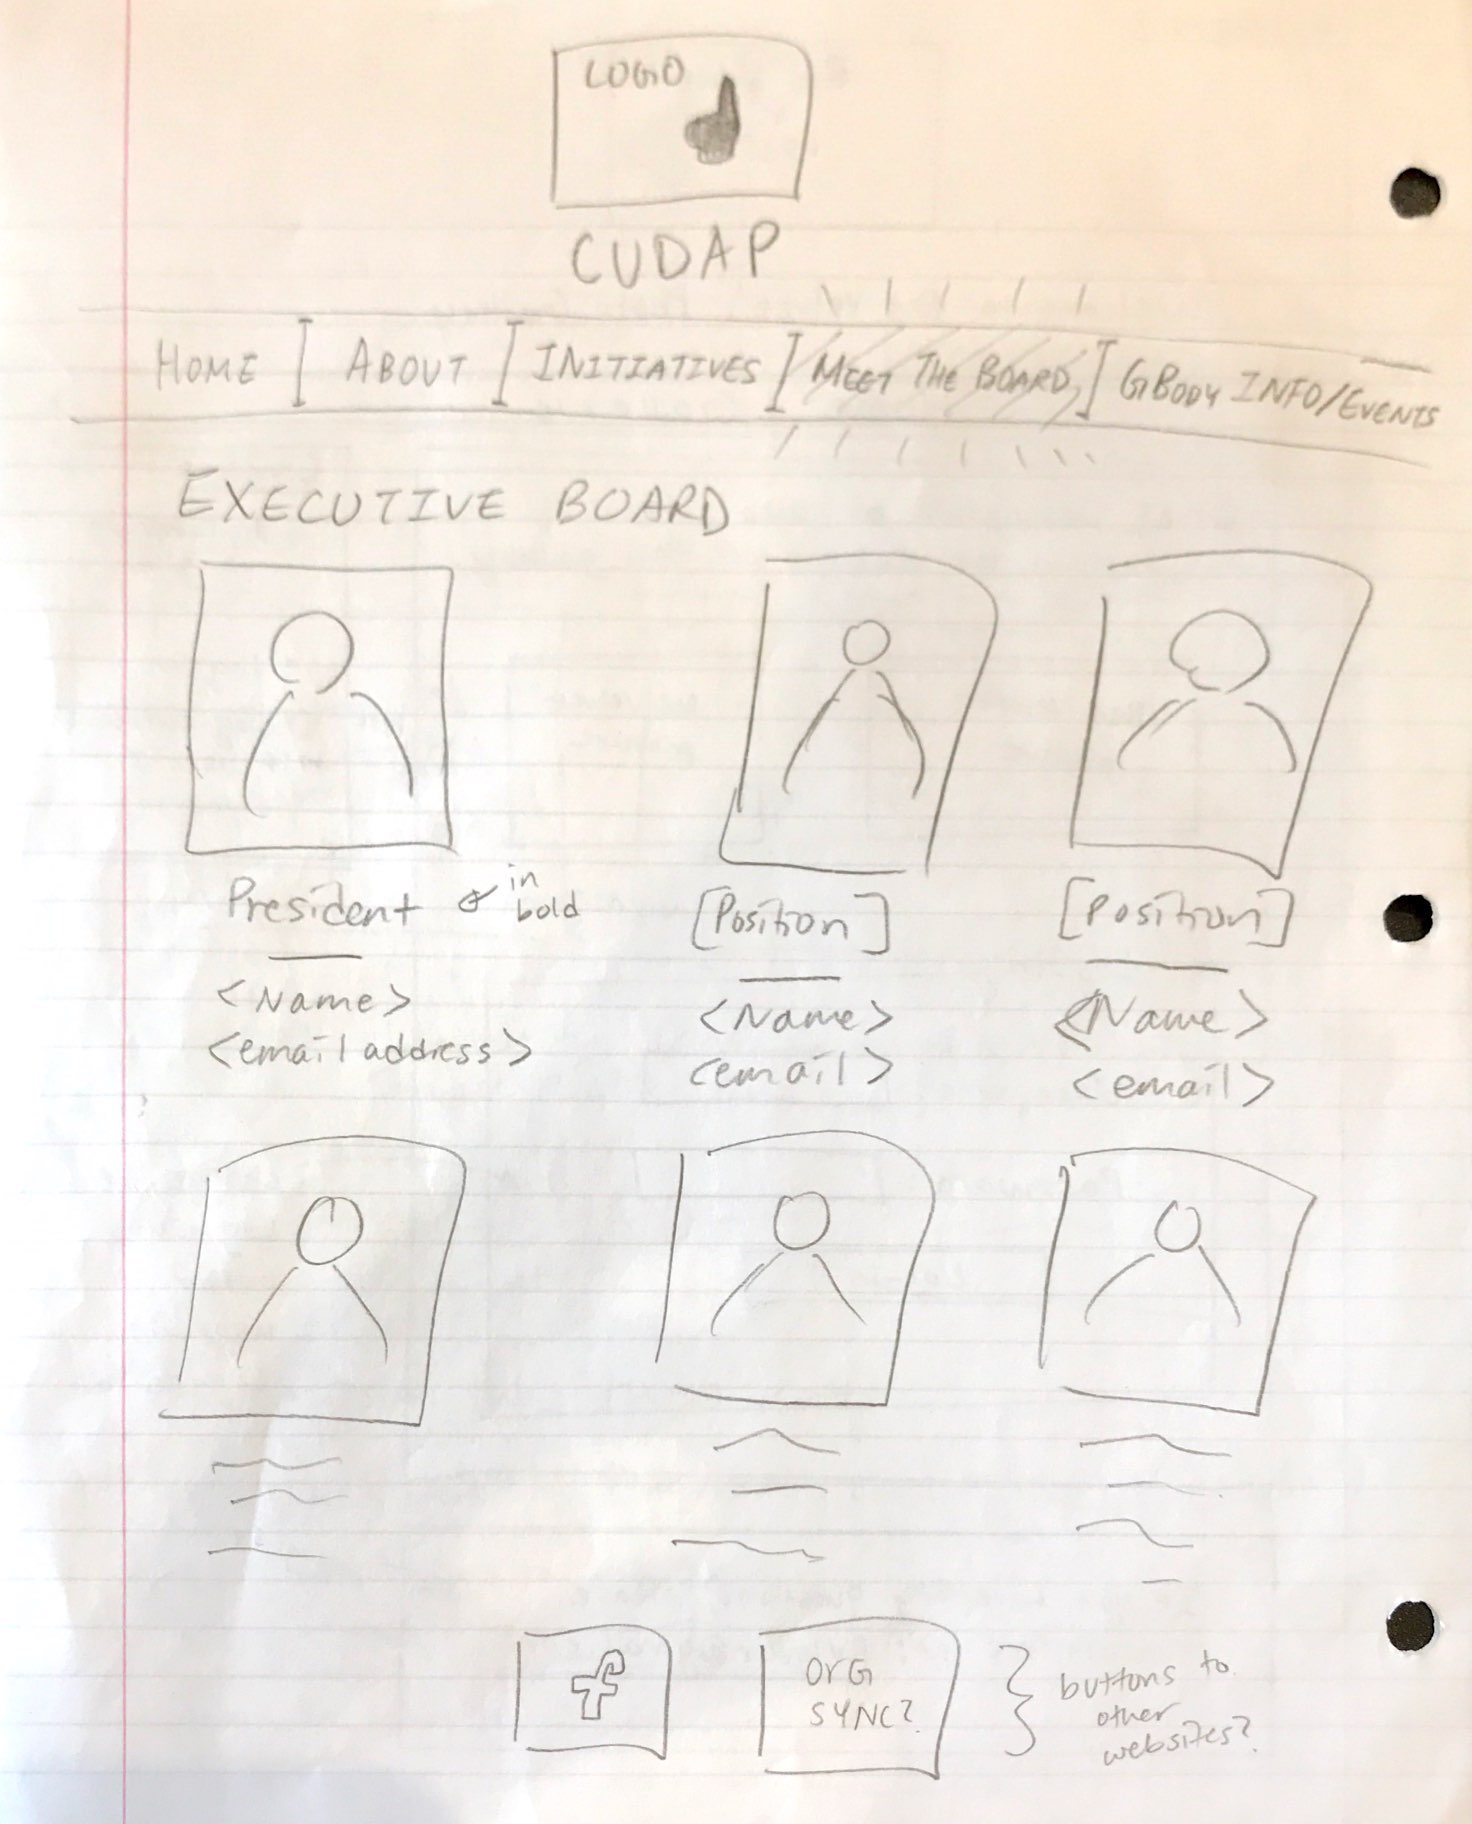 LOGO
CUDAP
HOME ABOUT INITIATIVES MEET THE BOARD GBODY INFO/EVENTS
EXECUTIVE BOARD
President in bold
[Position]
[Position]
<Name>
<Name>
<Name>
<email address>
<email>
<email>
f
OrG
SYNC?
buttons to
other
websites?